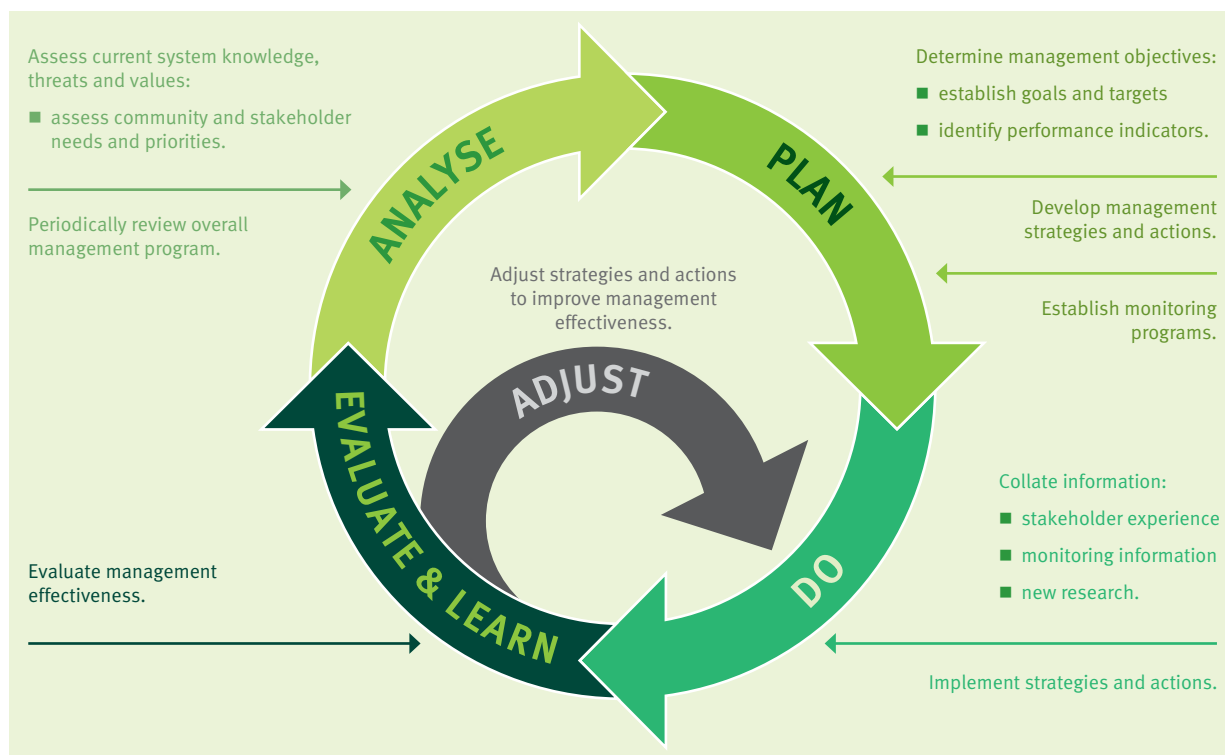 Assess current system knowledge,
threats and values:
■ assess community and stakeholder
needs and priorities.
Periodically review overall
management program.
ANALYSE
PLAN
Determine management objectives:
■ establish goals and targets
■ identify performance indicators.
Develop management
strategies and actions.
Establish monitoring
programs.
Adjust strategies and actions
to improve management
effectiveness.
ADJUST
EVALUATE & LEARN
DO
Collate information:
■ stakeholder experience
■ monitoring information
■ new research.
Implement strategies and actions.
Evaluate management
effectiveness.